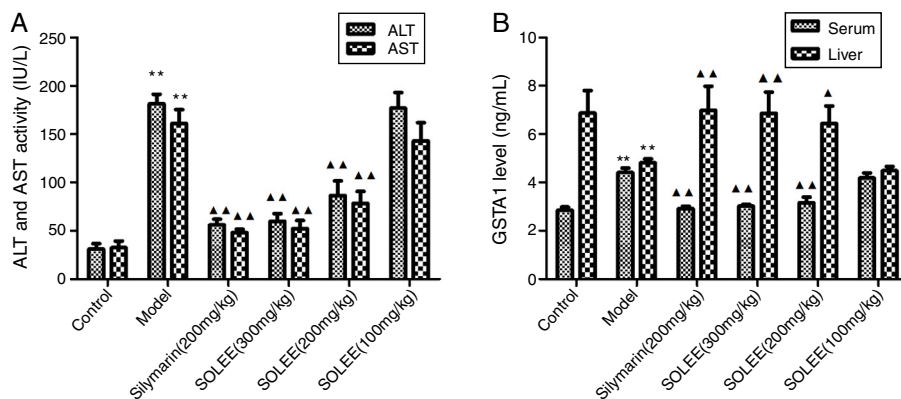 A
ALT and AST activity (IU/L)
250
200
150
100
50
0
ALT
AST
**
**
▲▲
▲▲
▲▲
▲▲
▲▲
▲▲
Control
Model
Silymarin(200mg/kg)
SOLEE(300mg/kg)
SOLEE(200mg/kg)
SOLEE(100mg/kg)
B
GSTA1 level (ng/mL)
10
8
6
4
2
0
Serum
Liver
**
**
▲▲
▲▲
▲▲
▲▲
▲▲
▲
Control
Model
Silymarin(200mg/kg)
SOLEE(300mg/kg)
SOLEE(200mg/kg)
SOLEE(100mg/kg)